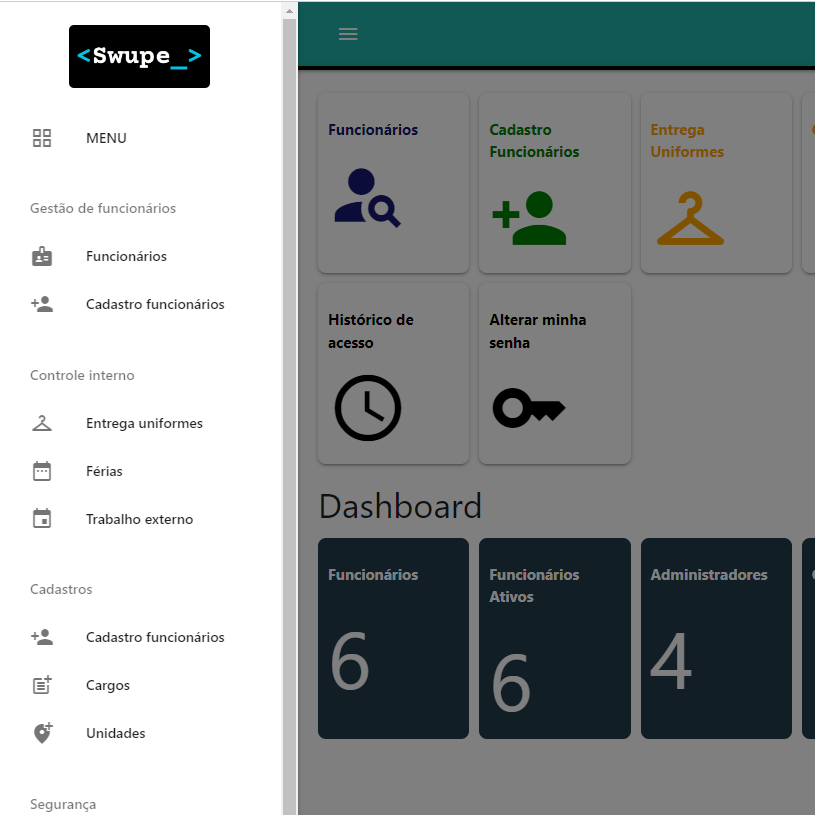 <Swupe_>
MENU
Gestão de funcionários
Funcionários
Cadastro funcionários
Controle interno
Entrega uniformes
Férias
Trabalho externo
Cadastros
Cadastro funcionários
Cargos
Unidades
Segurança
Funcionários
Cadastro
Funcionários
Entrega
Uniformes
Histórico de
acesso
Alterar minha
senha
Dashboard
Funcionários
6
Funcionários
Ativos
6
Administradores
4